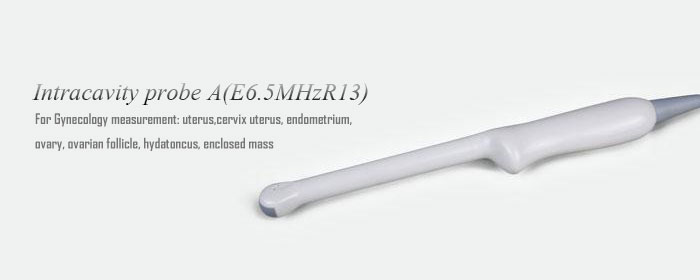 Intracavity probe A(E6.5MHzR13)
For Gynecology measurement: uterus,cervix uterus, endometrium,
ovary, ovarian follicle, hydatoncus, enclosed mass